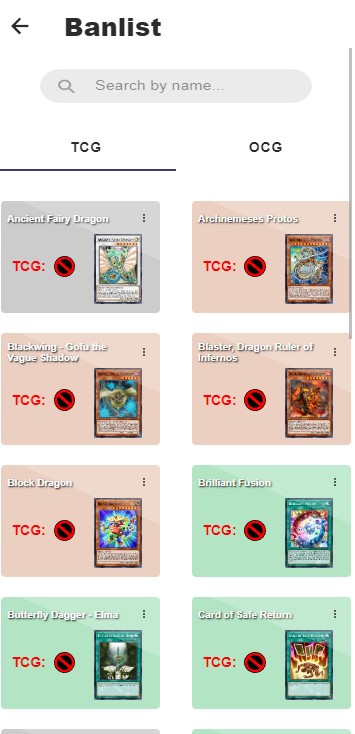 Banlist
Search by name...
TCG
OCG
Ancient Fairy Dragon
TCG:
Archnemeses Protos
TCG:
Blackwing - Gofu the
Vague Shadow
TCG:
Blaster, Dragon Ruler of
Infernos
TCG:
Block Dragon
TCG:
Brilliant Fusion
TCG:
Butterfly Dagger - Elma
TCG:
Card of Safe Return
TCG: